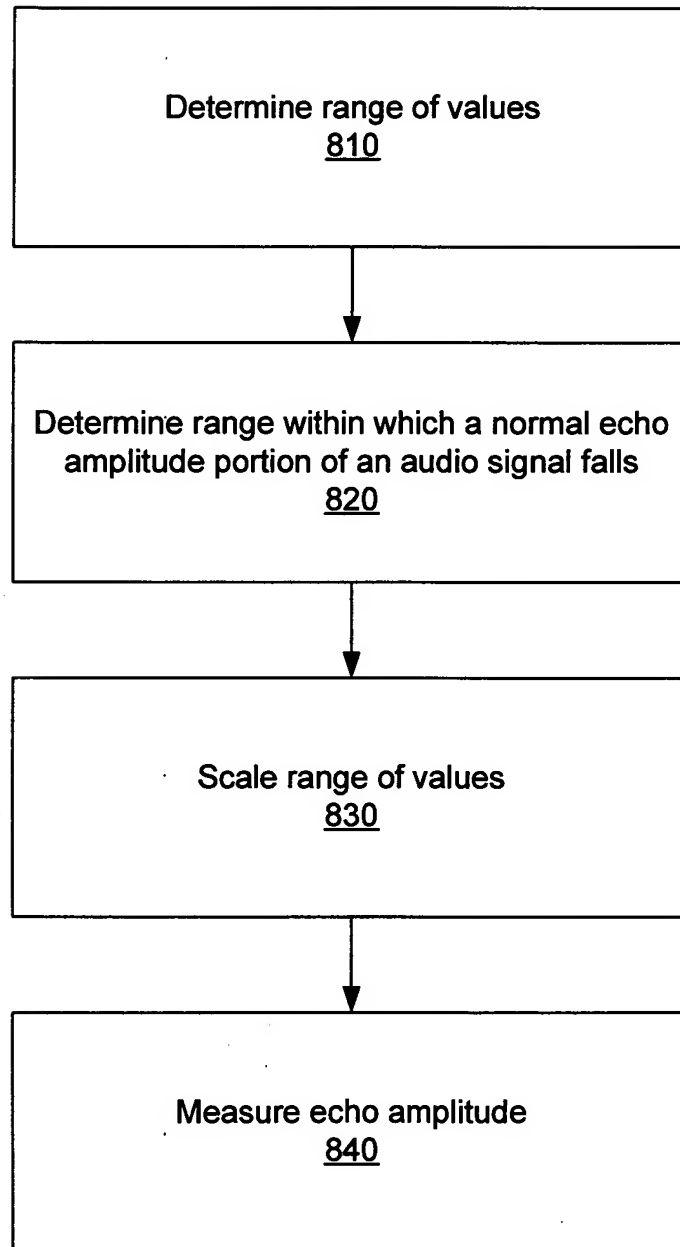 Determine range of values
810
Determine range within which a normal echo
amplitude portion of an audio signal falls
820
Scale range of values
830
Measure echo amplitude
840